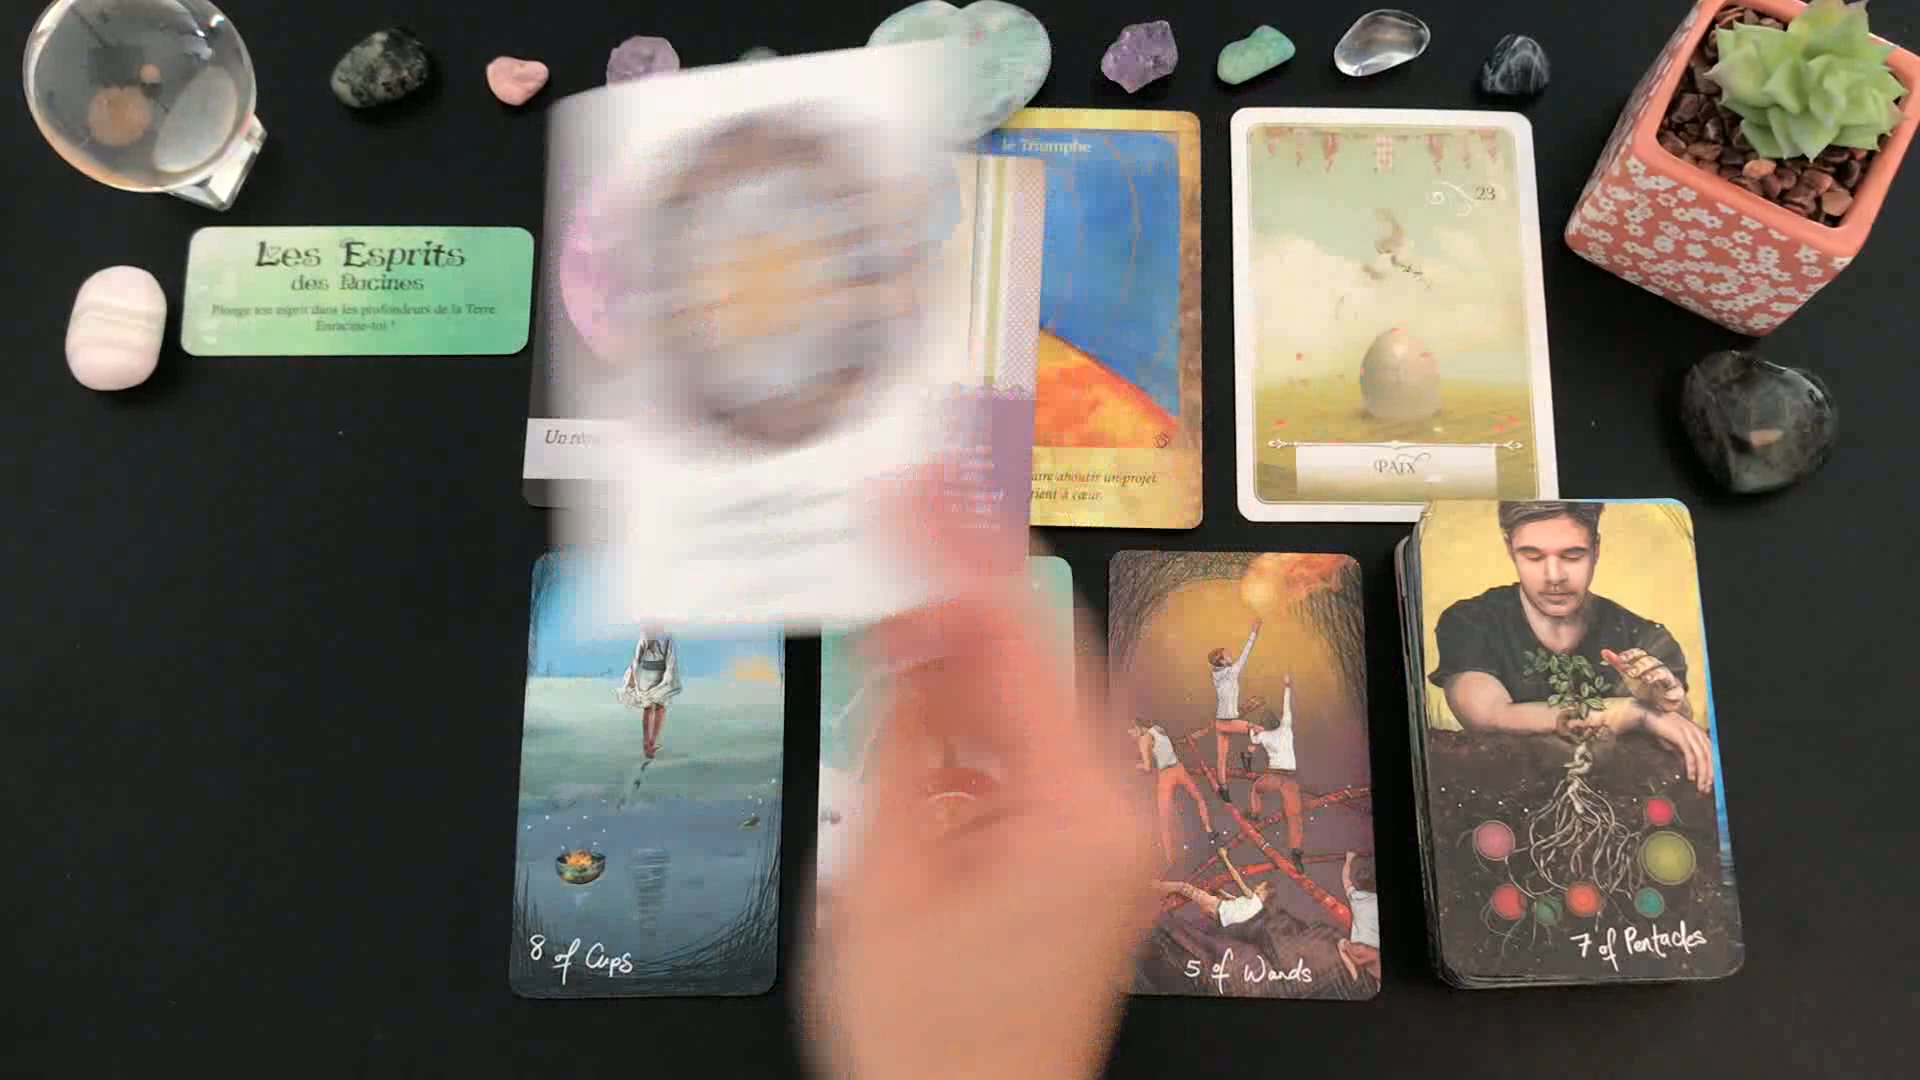 Les Esprits
des Racines
Plonge ton esprit dans les profondeurs de la Terre
Enracine-toi !
Un
le Triomphe
aboutir un projet
tient à cœur.
23
PAIX
8 of Cups
5 of Wands
7 of Pentacles